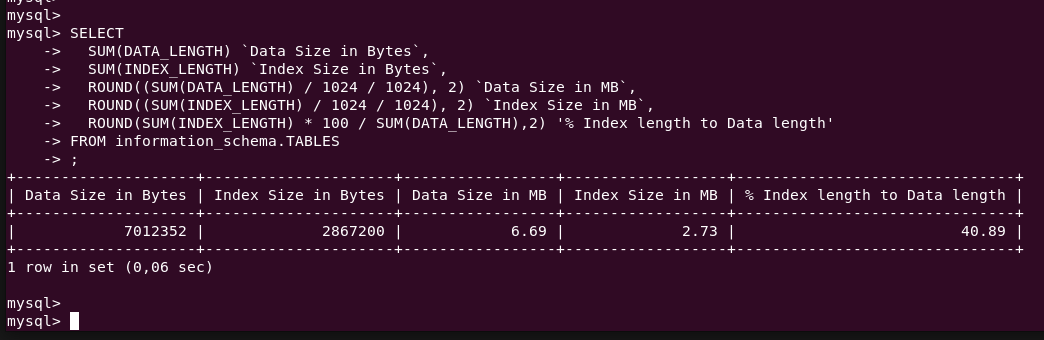 mysql>
mysql>
mysql> SELECT
    ->   SUM(DATA_LENGTH) `Data Size in Bytes`,
    ->   SUM(INDEX_LENGTH) `Index Size in Bytes`,
    ->   ROUND((SUM(DATA_LENGTH) / 1024 / 1024), 2) `Data Size in MB`,
    ->   ROUND((SUM(INDEX_LENGTH) / 1024 / 1024), 2) `Index Size in MB`,
    ->   ROUND(SUM(INDEX_LENGTH) * 100 / SUM(DATA_LENGTH),2) '% Index length to Data length'
    -> FROM information_schema.TABLES
    -> ;
+--------------------+---------------------+-----------------+------------------+-------------------------------+
| Data Size in Bytes | Index Size in Bytes | Data Size in MB | Index Size in MB | % Index length to Data length |
+--------------------+---------------------+-----------------+------------------+-------------------------------+
|            7012352 |             2867200 |            6.69 |             2.73 |                         40.89 |
+--------------------+---------------------+-----------------+------------------+-------------------------------+
1 row in set (0,06 sec)

mysql>
mysql>